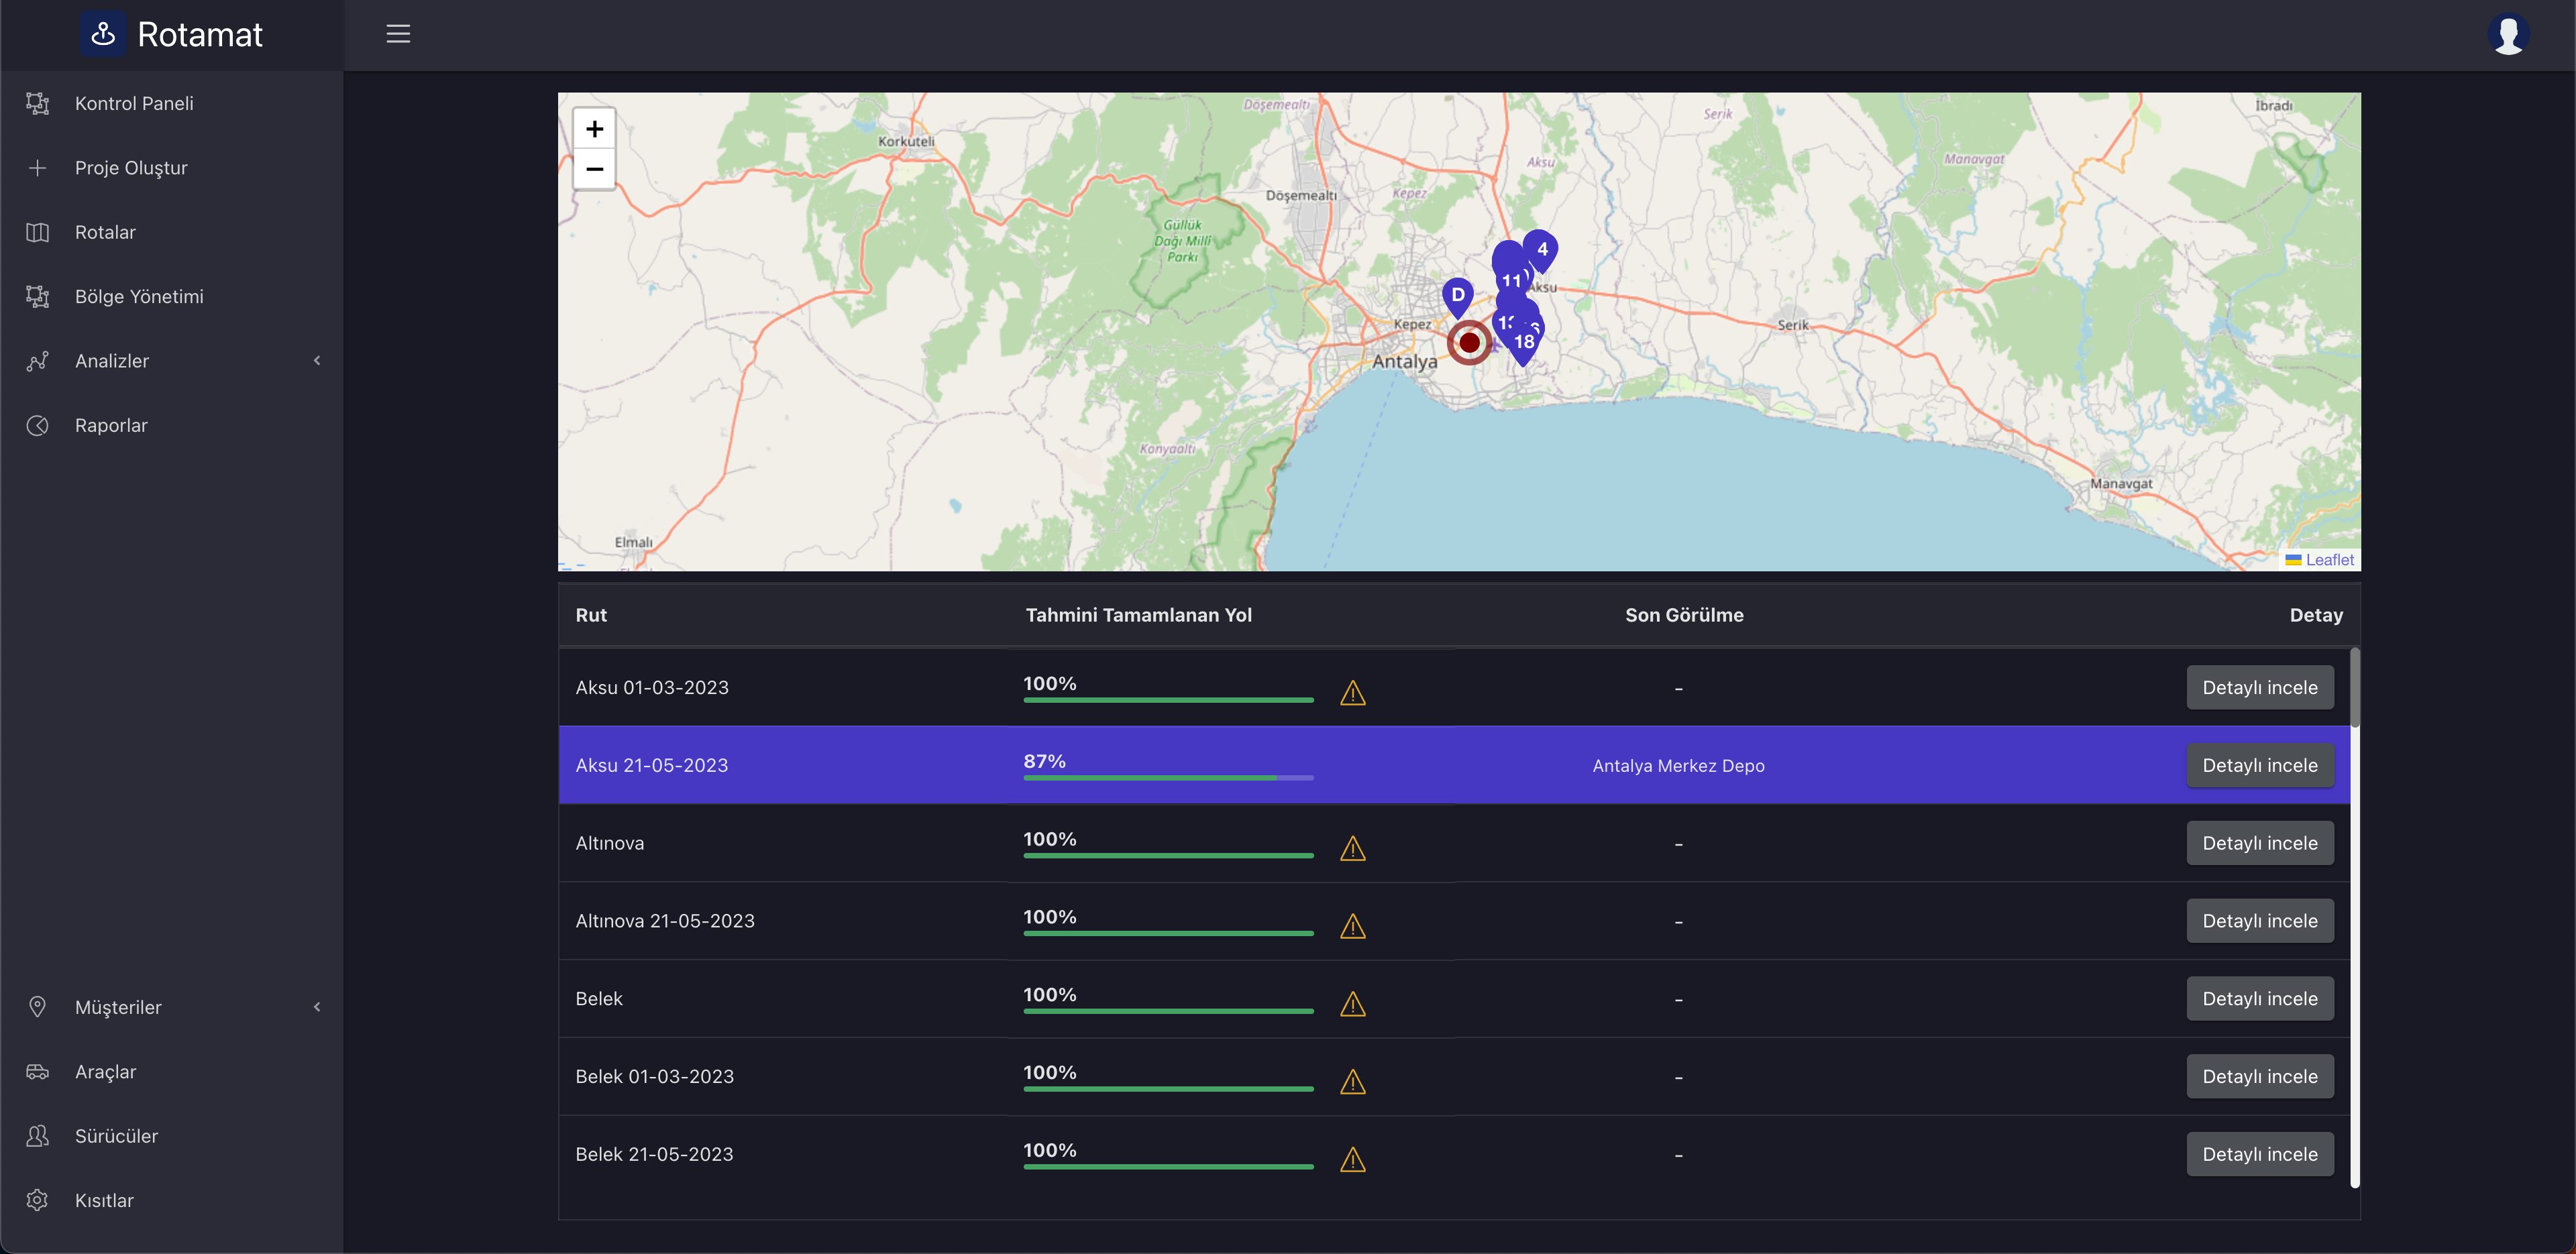 Rotamat
Kontrol Paneli
Proje Oluştur
Rotalar
Bölge Yönetimi
Analizler
Raporlar
Müşteriler
Araçlar
Sürücüler
Kısıtlar
+
−
Döşemealtı
Serik
İbradı
Korkuteli
Aksu
Manavgat
Döşemealtı
Kepez
Güllük
Dağı Millî
Parkı
4
11
Aksu
D
Kepez
18
Serik
Antalya
Konyaaltı
Manavgat
Elmalı
Leaflet
Rut
Tahmini Tamamlanan Yol
Son Görülme
Detay
Aksu 01-03-2023 100% - Detaylı incele
Aksu 21-05-2023 87% Antalya Merkez Depo Detaylı incele
Altınova 100% - Detaylı incele
Altınova 21-05-2023 100% - Detaylı incele
Belek 100% - Detaylı incele
Belek 01-03-2023 100% - Detaylı incele
Belek 21-05-2023 100% - Detaylı incele